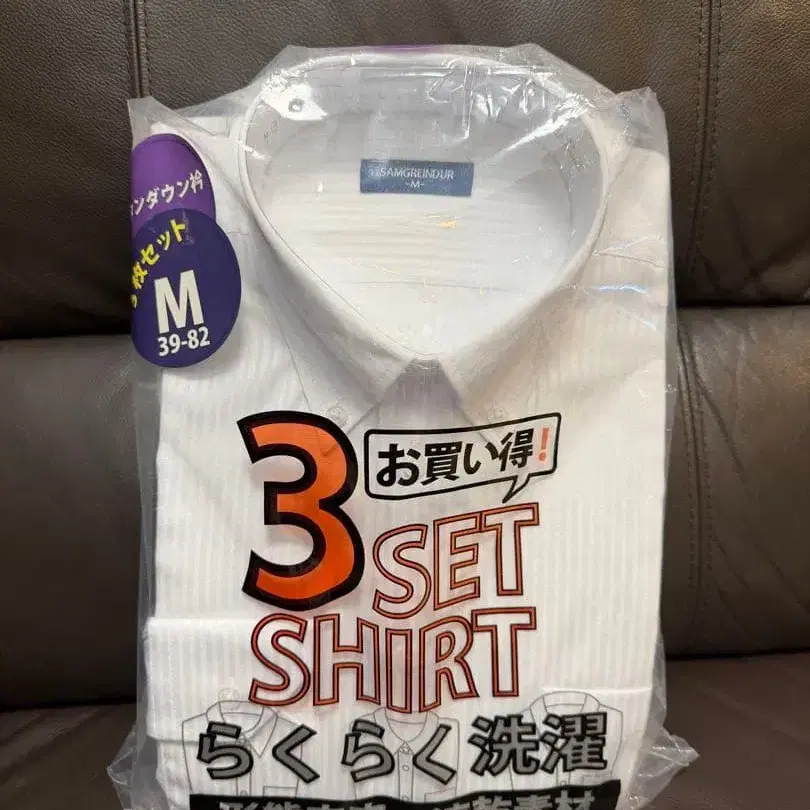 SAMGREINDUR
-M-
ンダウン衿
枚セット
M
39-82
3
お買い得!
SET
SHIRT
らくらく洗濯